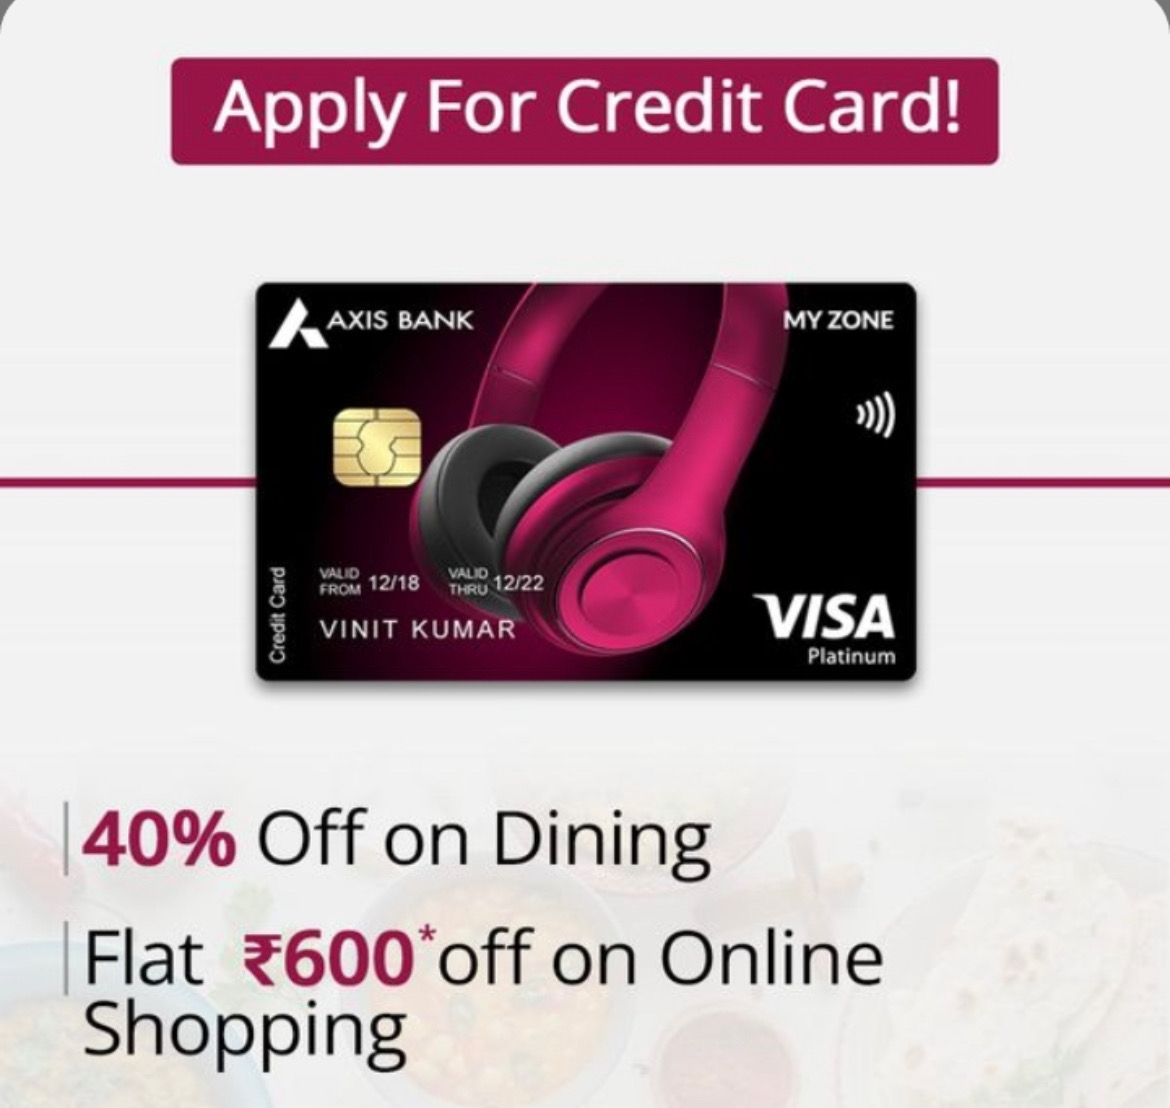 Apply For Credit Card!
AXIS BANK
MY ZONE
VALID FROM 12/18 VALID THRU 12/22
VINIT KUMAR
Credit Card
VISA
Platinum
40% Off on Dining
Flat ₹600* off on Online
Shopping